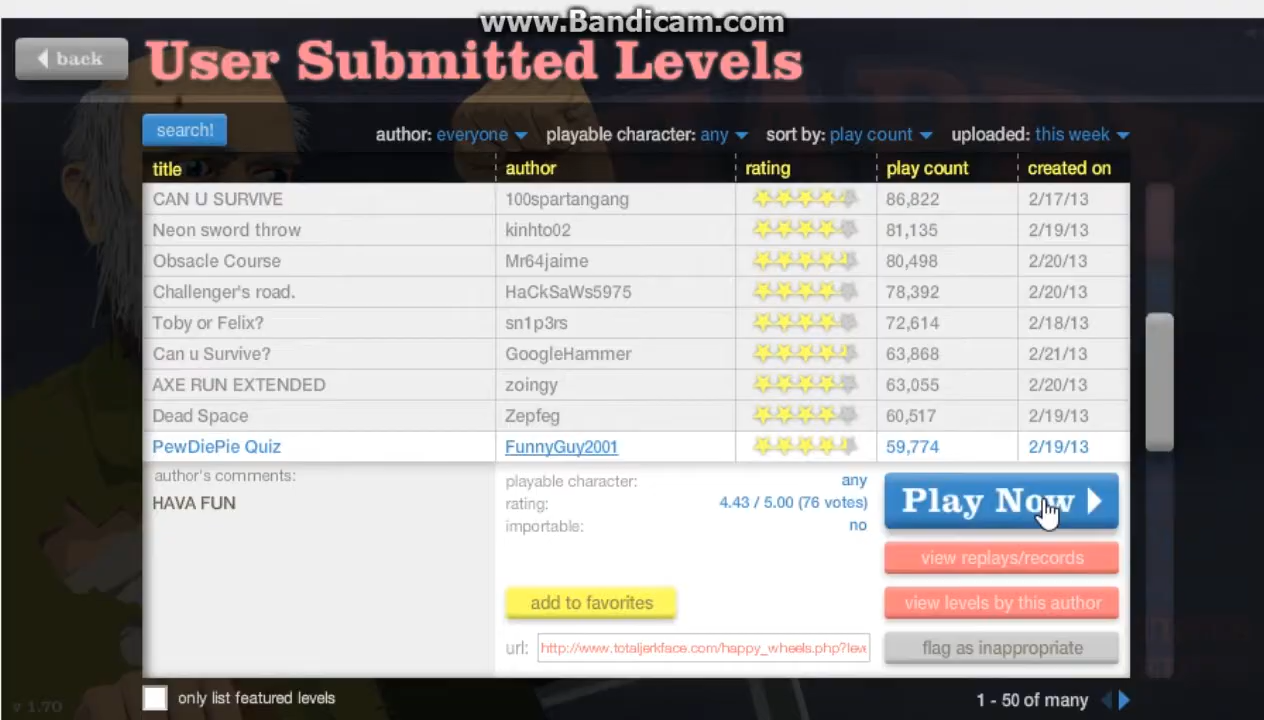 www.Bandicam.com
back
User Submitted Levels
search!
author: everyone playable character: any sort by: play count uploaded: this week
title author rating play count created on
CAN U SURVIVE 100spartangang 86,822 2/17/13
Neon sword throw kinhto02 81,135 2/19/13
Obsacle Course Mr64jaime 80,498 2/20/13
Challenger's road. HaCkSaWs5975 78,392 2/20/13
Toby or Felix? sn1p3rs 72,614 2/18/13
Can u Survive? GoogleHammer 63,868 2/21/13
AXE RUN EXTENDED zoingy 63,055 2/20/13
Dead Space Zepfeg 60,517 2/19/13
PewDiePie Quiz FunnyGuy2001 59,774 2/19/13
author's comments:
HAVA FUN
playable character: any
rating: 4.43 / 5.00 (76 votes)
importable: no
Play Now
view replays/records
add to favorites
view levels by this author
url: http://www.totaljerkface.com/happy_wheels.php?leve
flag as inappropriate
only list featured levels
1 - 50 of many
v 1.70